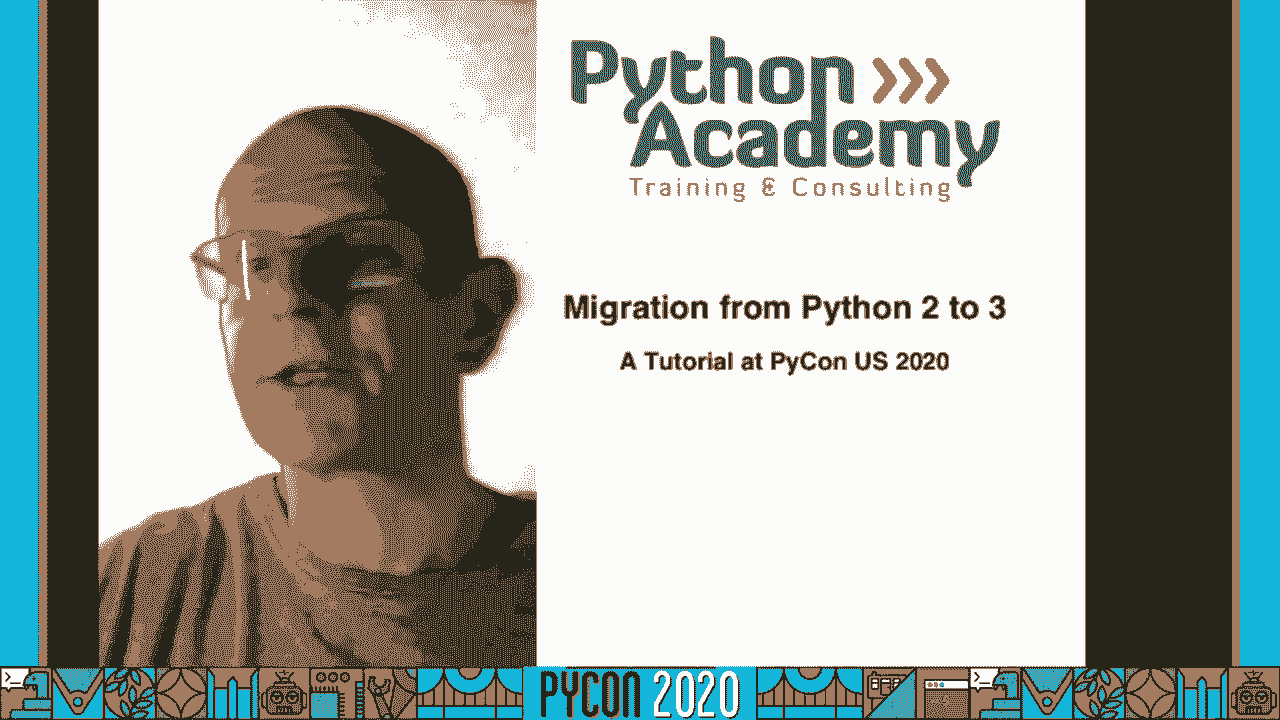 Python
Academy
Training & Consulting
Migration from Python 2 to 3
A Tutorial at PyCon US 2020
PYCON 2020